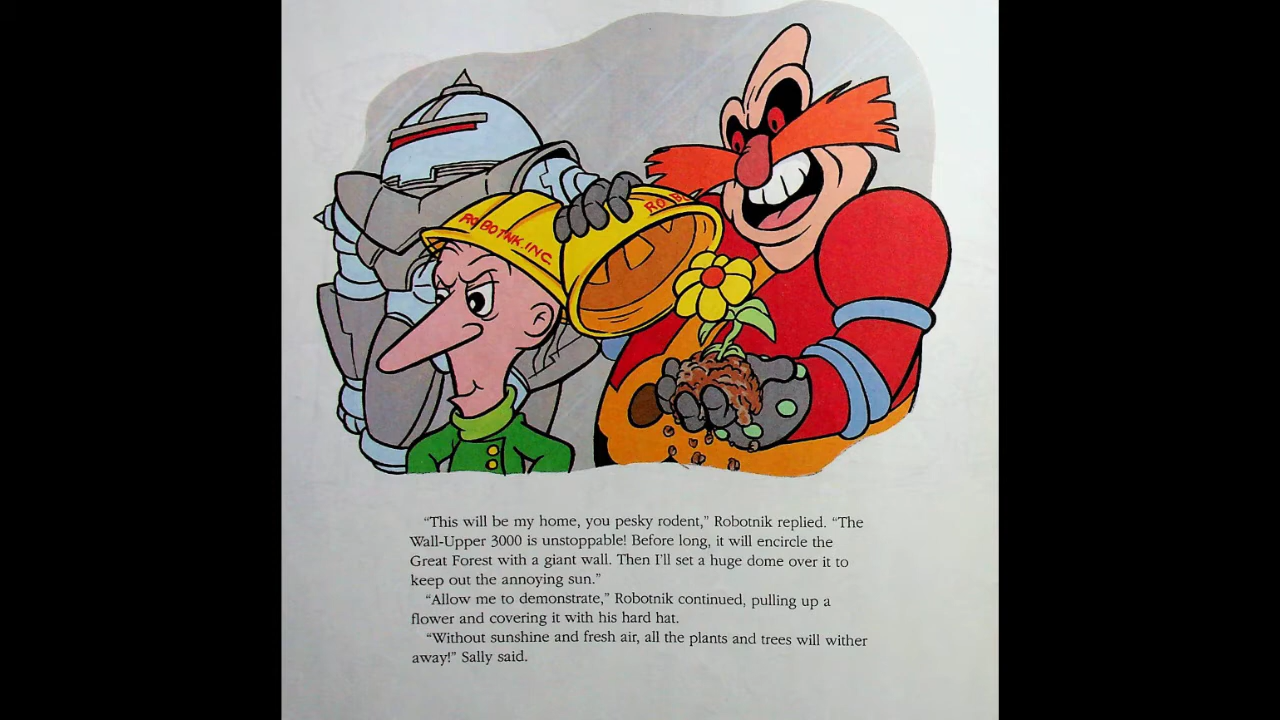 ROBOTNIK.INC.
ROB
“This will be my home, you pesky rodent,” Robotnik replied. “The
Wall-Upper 3000 is unstoppable! Before long, it will encircle the
Great Forest with a giant wall. Then I’ll set a huge dome over it to
keep out the annoying sun.”
“Allow me to demonstrate,” Robotnik continued, pulling up a
flower and covering it with his hard hat.
“Without sunshine and fresh air, all the plants and trees will wither
away!” Sally said.